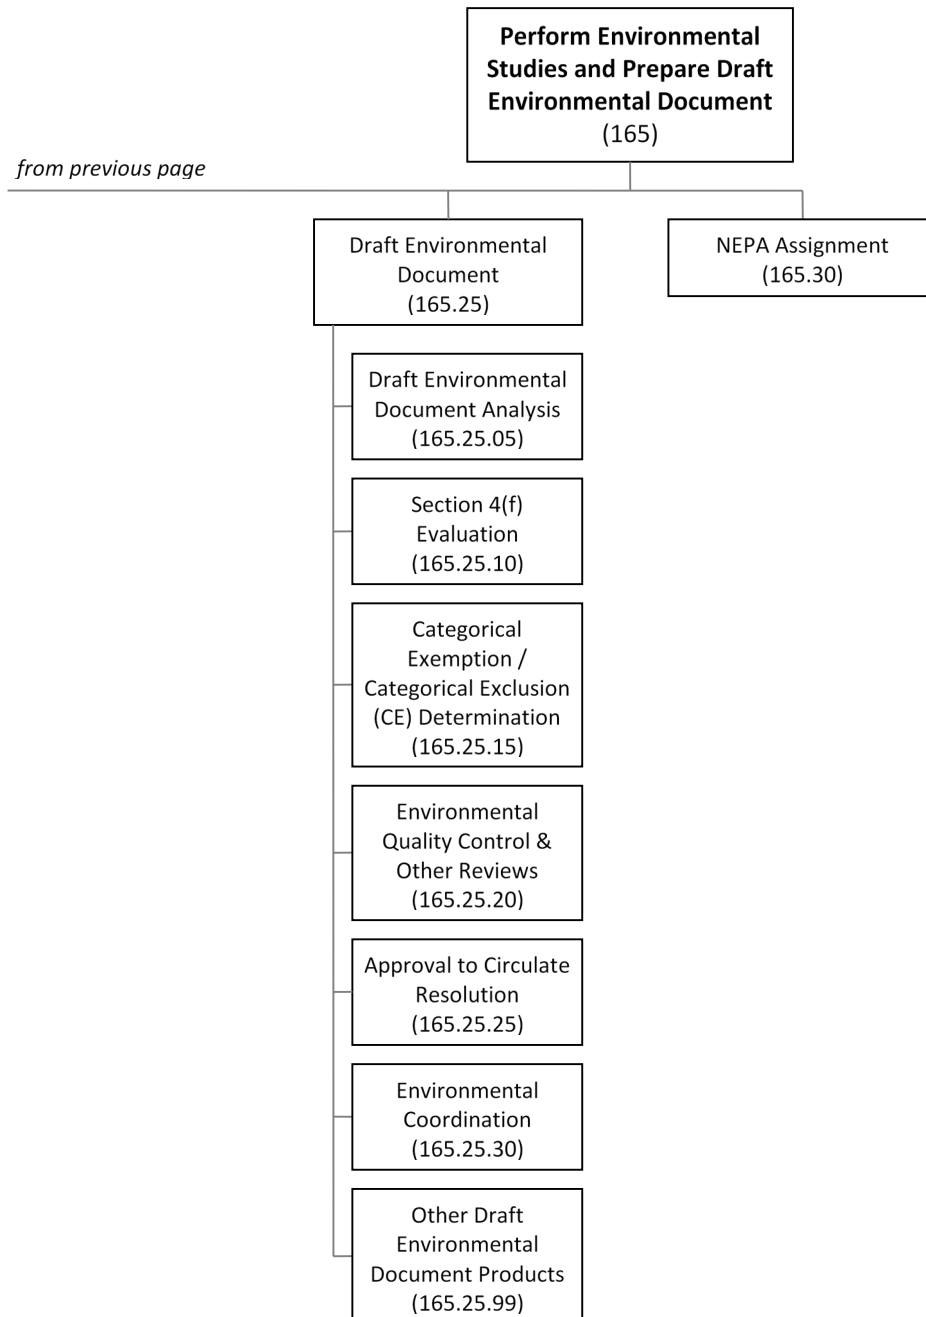 Perform Environmental
Studies and Prepare Draft
Environmental Document
(165)
from previous page
Draft Environmental
Document
(165.25)
NEPA Assignment
(165.30)
Draft Environmental
Document Analysis
(165.25.05)
Section 4(f)
Evaluation
(165.25.10)
Categorical
Exemption /
Categorical Exclusion
(CE) Determination
(165.25.15)
Environmental
Quality Control &
Other Reviews
(165.25.20)
Approval to Circulate
Resolution
(165.25.25)
Environmental
Coordination
(165.25.30)
Other Draft
Environmental
Document Products
(165.25.99)